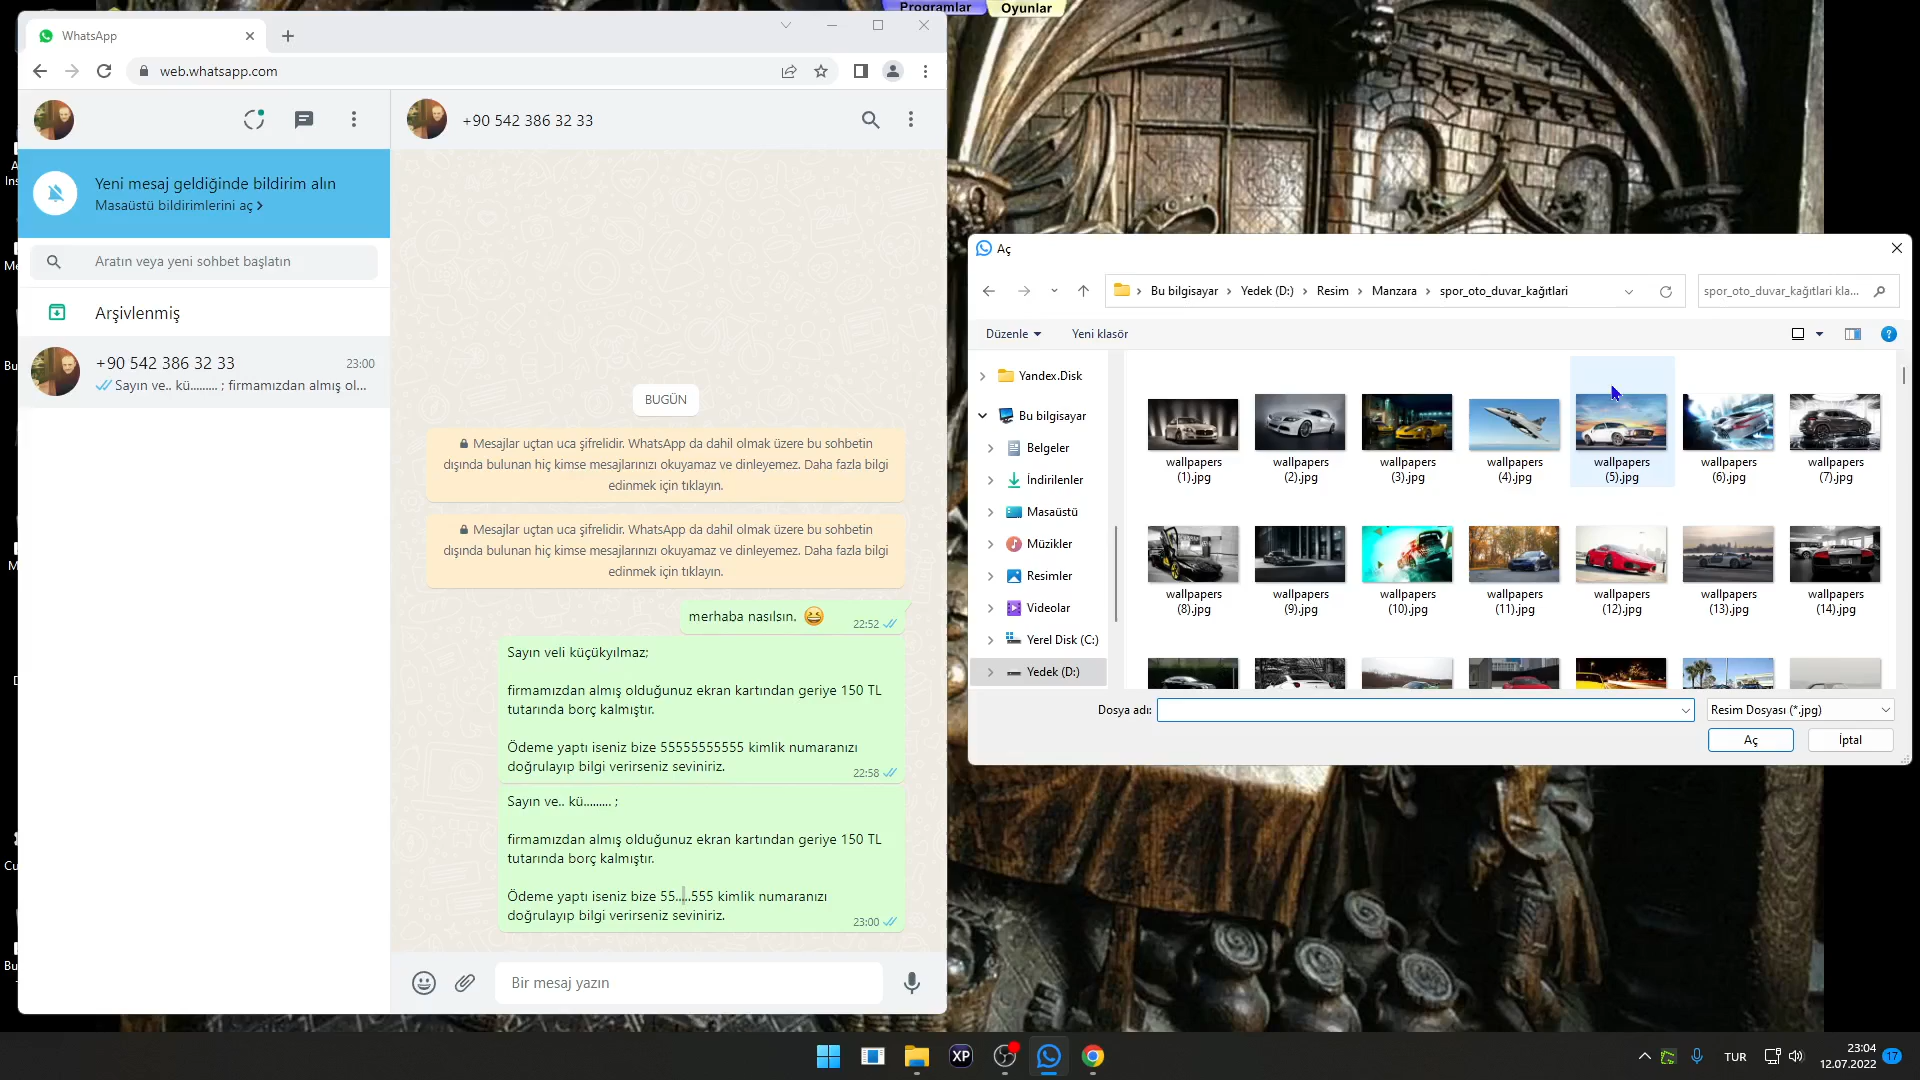 Programlar
Oyunlar
WhatsApp
web.whatsapp.com
+90 542 386 32 33
Yeni mesaj geldiğinde bildirim alın
Masaüstü bildirimlerini aç >
Aratın veya yeni sohbet başlatın
Arşivlenmiş
+90 542 386 32 33
23:00
Sayın ve.. kü......... ; firmamızdan almış ol...
BUGÜN
Mesajlar uçtan uca şifrelidir. WhatsApp da dahil olmak üzere bu sohbetin
dışında bulunan hiç kimse mesajlarınızı okuyamaz ve dinleyemez. Daha fazla bilgi
edinmek için tıklayın.
Mesajlar uçtan uca şifrelidir. WhatsApp da dahil olmak üzere bu sohbetin
dışında bulunan hiç kimse mesajlarınızı okuyamaz ve dinleyemez. Daha fazla bilgi
edinmek için tıklayın.
merhaba nasılsın. 😆
22:52
Sayın veli küçükyılmaz;
firmamızdan almış olduğunuz ekran kartından geriye 150 TL
tutarında borç kalmıştır.
Ödeme yaptı iseniz bize 55555555555 kimlik numaranızı
doğrulayıp bilgi verirseniz seviniriz.
22:58
Sayın ve.. kü......... ;
firmamızdan almış olduğunuz ekran kartından geriye 150 TL
tutarında borç kalmıştır.
Ödeme yaptı iseniz bize 55.....555 kimlik numaranızı
doğrulayıp bilgi verirseniz seviniriz.
23:00
Bir mesaj yazın
Aç
Bu bilgisayar > Yedek (D:) > Resim > Manzara > spor_oto_duvar_kağıtlari
spor_oto_duvar_kağıtlari kla...
Düzenle
Yeni klasör
Yandex.Disk
Bu bilgisayar
Belgeler
İndirilenler
Masaüstü
Müzikler
Resimler
Videolar
Yerel Disk (C:)
Yedek (D:)
wallpapers
(1).jpg
wallpapers
(2).jpg
wallpapers
(3).jpg
wallpapers
(4).jpg
wallpapers
(5).jpg
wallpapers
(6).jpg
wallpapers
(7).jpg
wallpapers
(8).jpg
wallpapers
(9).jpg
wallpapers
(10).jpg
wallpapers
(11).jpg
wallpapers
(12).jpg
wallpapers
(13).jpg
wallpapers
(14).jpg
Dosya adı:
Resim Dosyası (*.jpg)
Aç
İptal
XP
TUR
23:04
12.07.2022
17